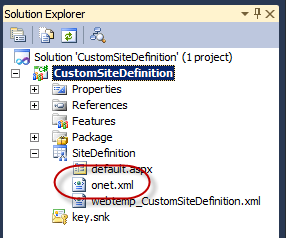 Solution Explorer
Solution 'CustomSiteDefinition' (1 project)
CustomSiteDefinition
Properties
References
Features
Package
SiteDefinition
default.aspx
onet.xml
webtemp_CustomSiteDefinition.xml
key.snk